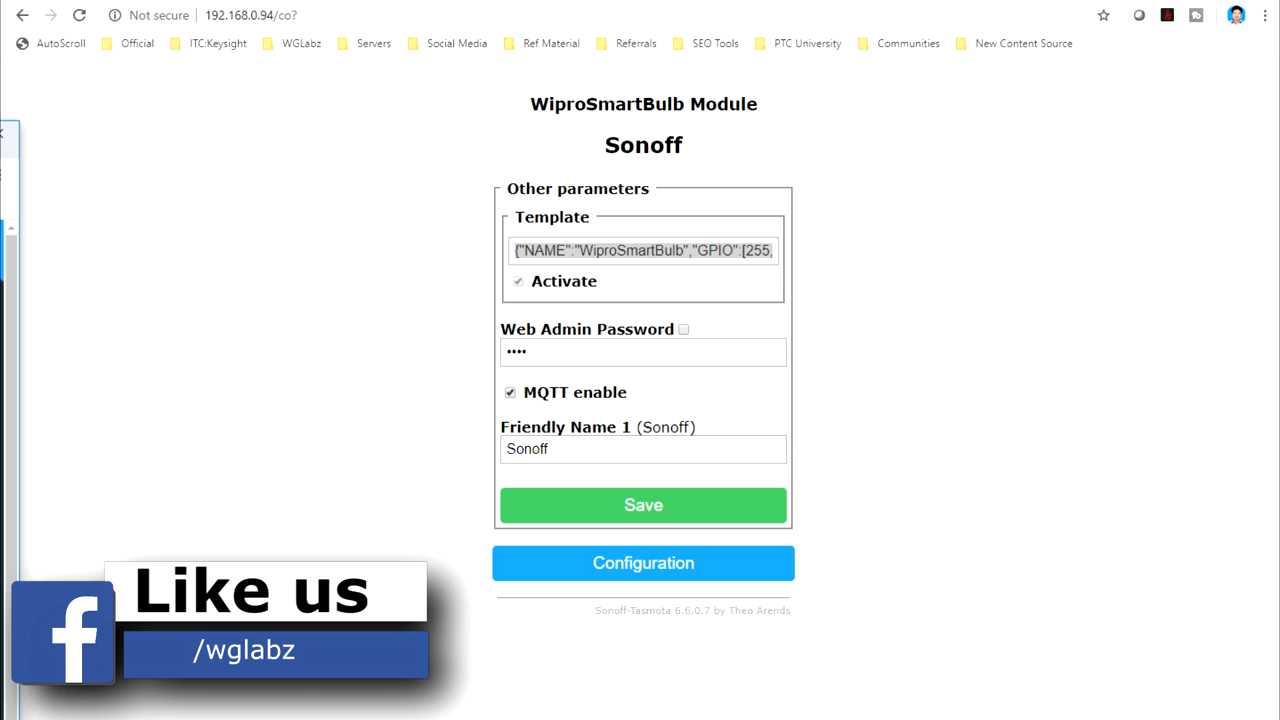 Not secure 192.168.0.94/co?
AutoScroll Official ITC:Keysight WGLabz Servers Social Media Ref Material Referrals SEO Tools PTC University Communities New Content Source
WiproSmartBulb Module
Sonoff
Other parameters
Template
{"NAME":"WiproSmartBulb","GPIO":[255,
Activate
Web Admin Password
••••
MQTT enable
Friendly Name 1 (Sonoff)
Sonoff
Save
Configuration
Sonoff-Tasmota 6.6.0.7 by Theo Arends
Like us
f
/wglabz